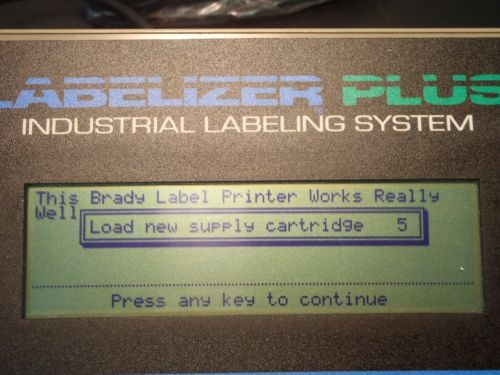 LABELIZER PLUS
INDUSTRIAL LABELING SYSTEM
This Brady Label Printer Works Really
Well
Load new supply cartridge 5
Press any key to continue